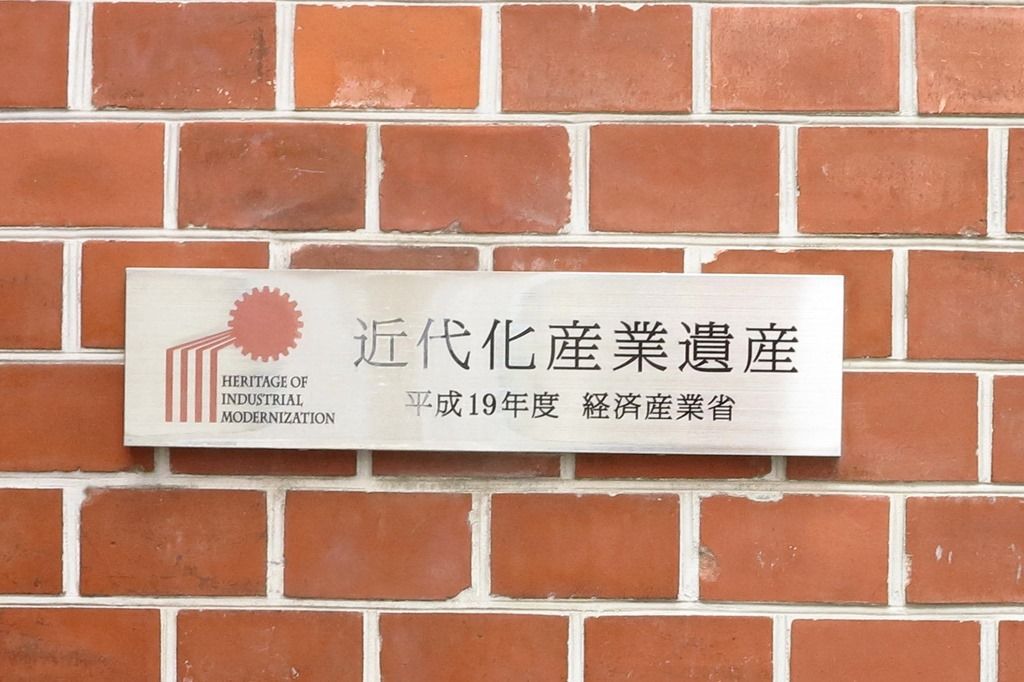 HERITAGE OF
INDUSTRIAL
MODERNIZATION
近代化産業遺産
平成19年度 経済産業省